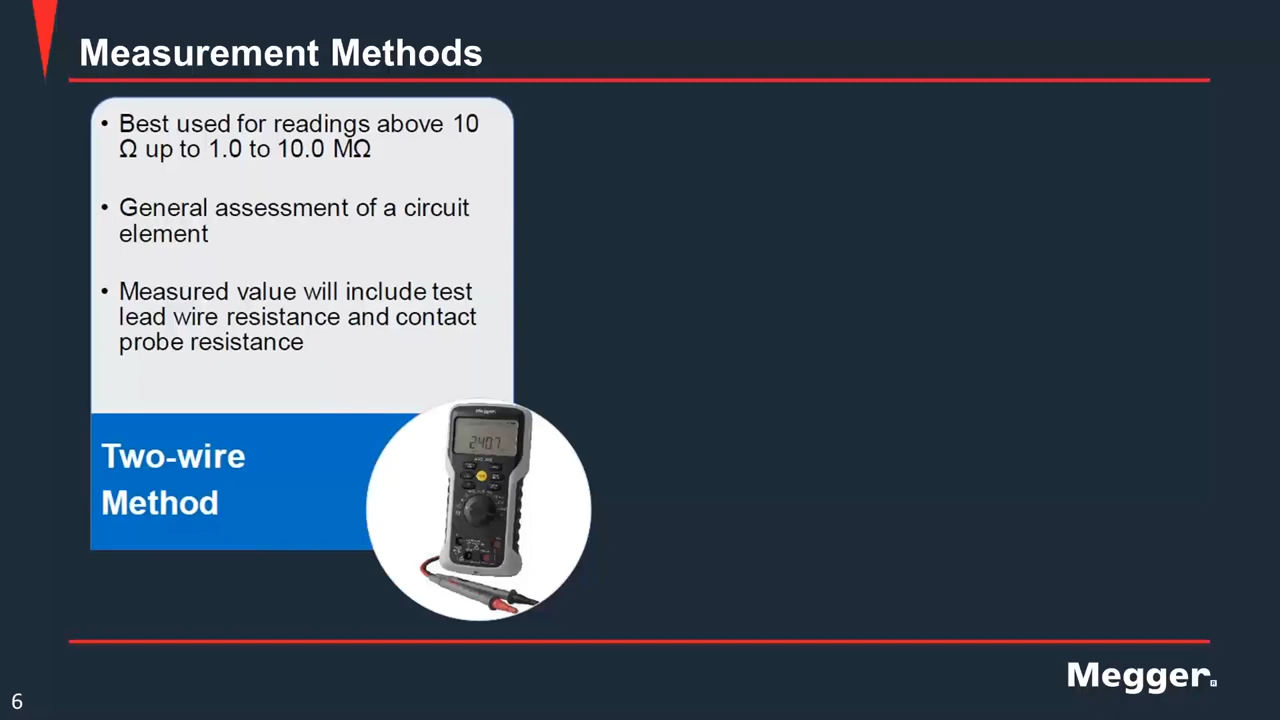 Measurement Methods
• Best used for readings above 10
Ω up to 1.0 to 10.0 MΩ
• General assessment of a circuit
element
• Measured value will include test
lead wire resistance and contact
probe resistance
Two-wire
Method
Megger
2407
Megger
6